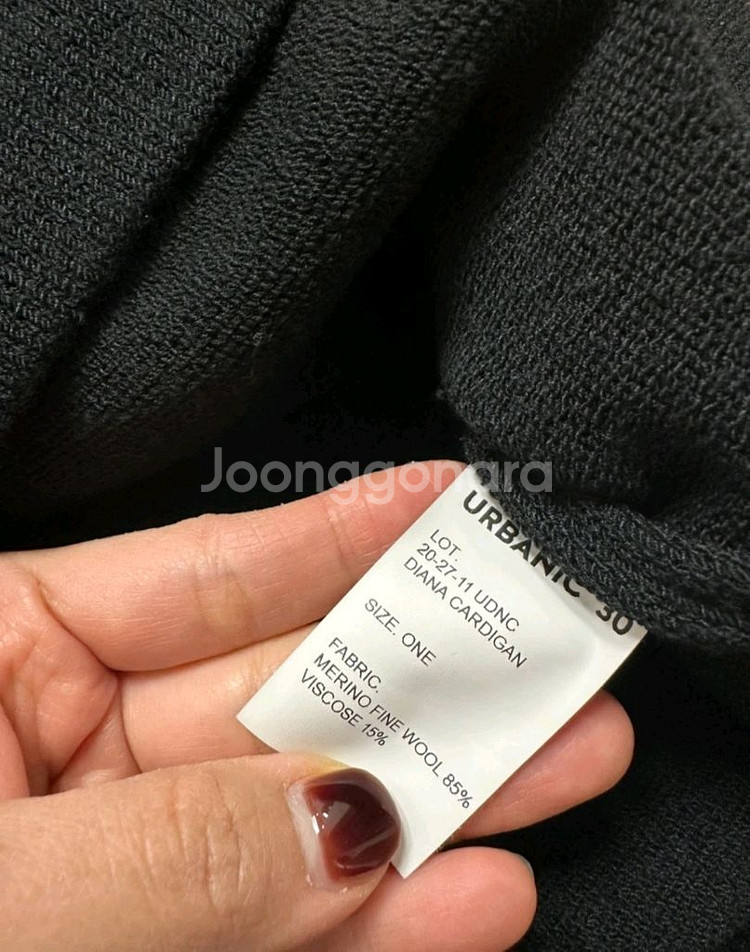 Joonggonara
URBANIC 30
LOT.
20-27-11 UDNC
DIANA CARDIGAN
SIZE. ONE
FABRIC.
MERINO FINE WOOL 85%
VISCOSE 15%